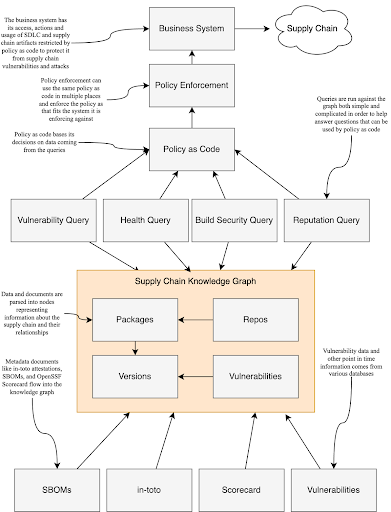 The business system has
its access, actions and
usage of SDLC and supply
chain artifacts restricted by
policy as code to protect it
from supply chain
vulnerabilities and attacks
Business System
Supply Chain
Policy enforcement can
use the same policy as
code in multiple places and
and enforce the policy as
that fits the system it is
enforcing against
Policy Enforcement
Queries are run against the
graph both simple and
complicated in order to help
answer questions that can be
used by policy as code
Policy as code bases its
decisions on data coming
from the queries
Policy as Code
Vulnerability Query
Health Query
Build Security Query
Reputation Query
Supply Chain Knowledge Graph
Data and documents are
parsed into nodes
representing
information about the
supply chain and their
relationships
Packages
Repos
Metadata documents
like in-toto attestations,
SBOMs, and OpenSSF
Scorecard flow into the
knowledge graph
Versions
Vulnerabilities
Vulnerability data and
other point in time
information comes from
various databases
SBOMs
in-toto
Scorecard
Vulnerabilities